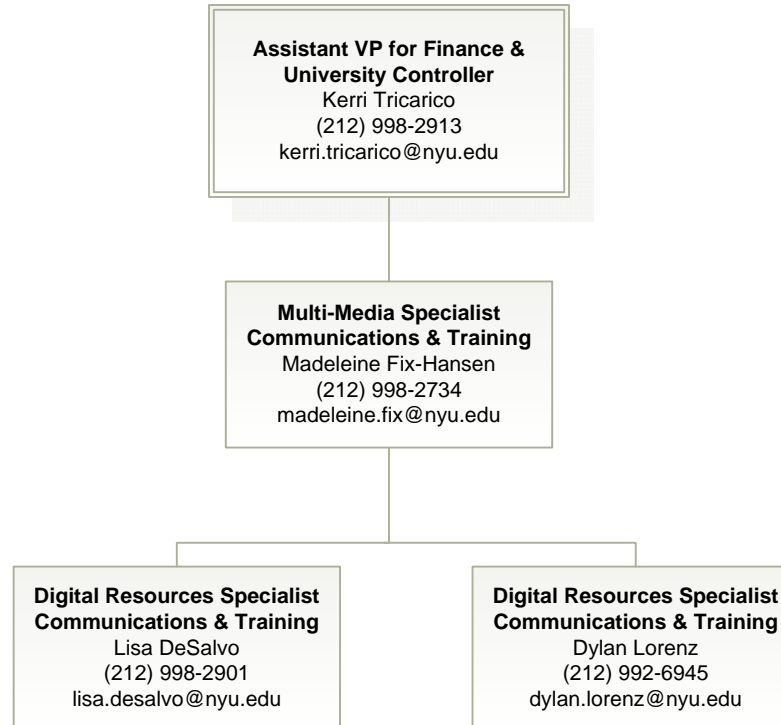 Assistant VP for Finance &
University Controller
Kerri Tricarico
(212) 998-2913
kerri.tricarico@nyu.edu
Multi-Media Specialist
Communications & Training
Madeleine Fix-Hansen
(212) 998-2734
madeleine.fix@nyu.edu
Digital Resources Specialist
Communications & Training
Lisa DeSalvo
(212) 998-2901
lisa.desalvo@nyu.edu
Digital Resources Specialist
Communications & Training
Dylan Lorenz
(212) 992-6945
dylan.lorenz@nyu.edu